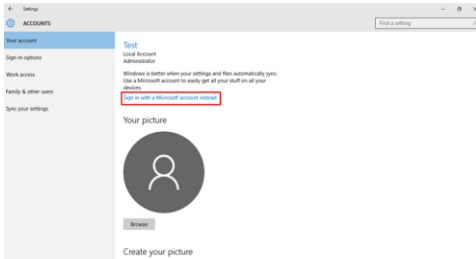 Settings
ACCOUNTS
Find a setting
Your account
Sign-in options
Work access
Family & other users
Sync your settings
Test
Local Account
Administrator
Windows is better when your settings and files automatically sync.
Use a Microsoft account to easily get all your stuff on all your
devices.
Sign in with a Microsoft account instead
Your picture
Browse
Create your picture